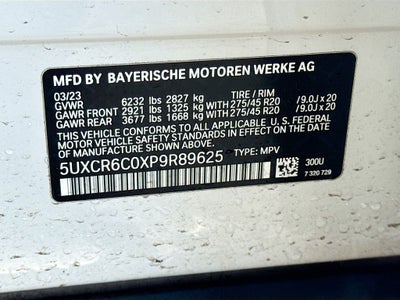 MFD BY BAYERISCHE MOTOREN WERKE AG
03/23 TIRE / RIM
GVWR 6232 lbs 2827 kg
GAWR FRONT 2921 lbs 1325 kg WITH 275/45 R20 /9.0J x 20
GAWR REAR 3677 lbs 1668 kg WITH 275/45 R20 /9.0J x 20
THIS VEHICLE CONFORMS TO ALL APPLICABLE U.S. FEDERAL
MOTOR VEHICLE SAFETY STANDARDS IN EFFECT ON THE DATE
OF MANUFACTURE SHOWN ABOVE.
5UXCR6C0XP9R89625 TYPE: MPV
300U
7 320 729